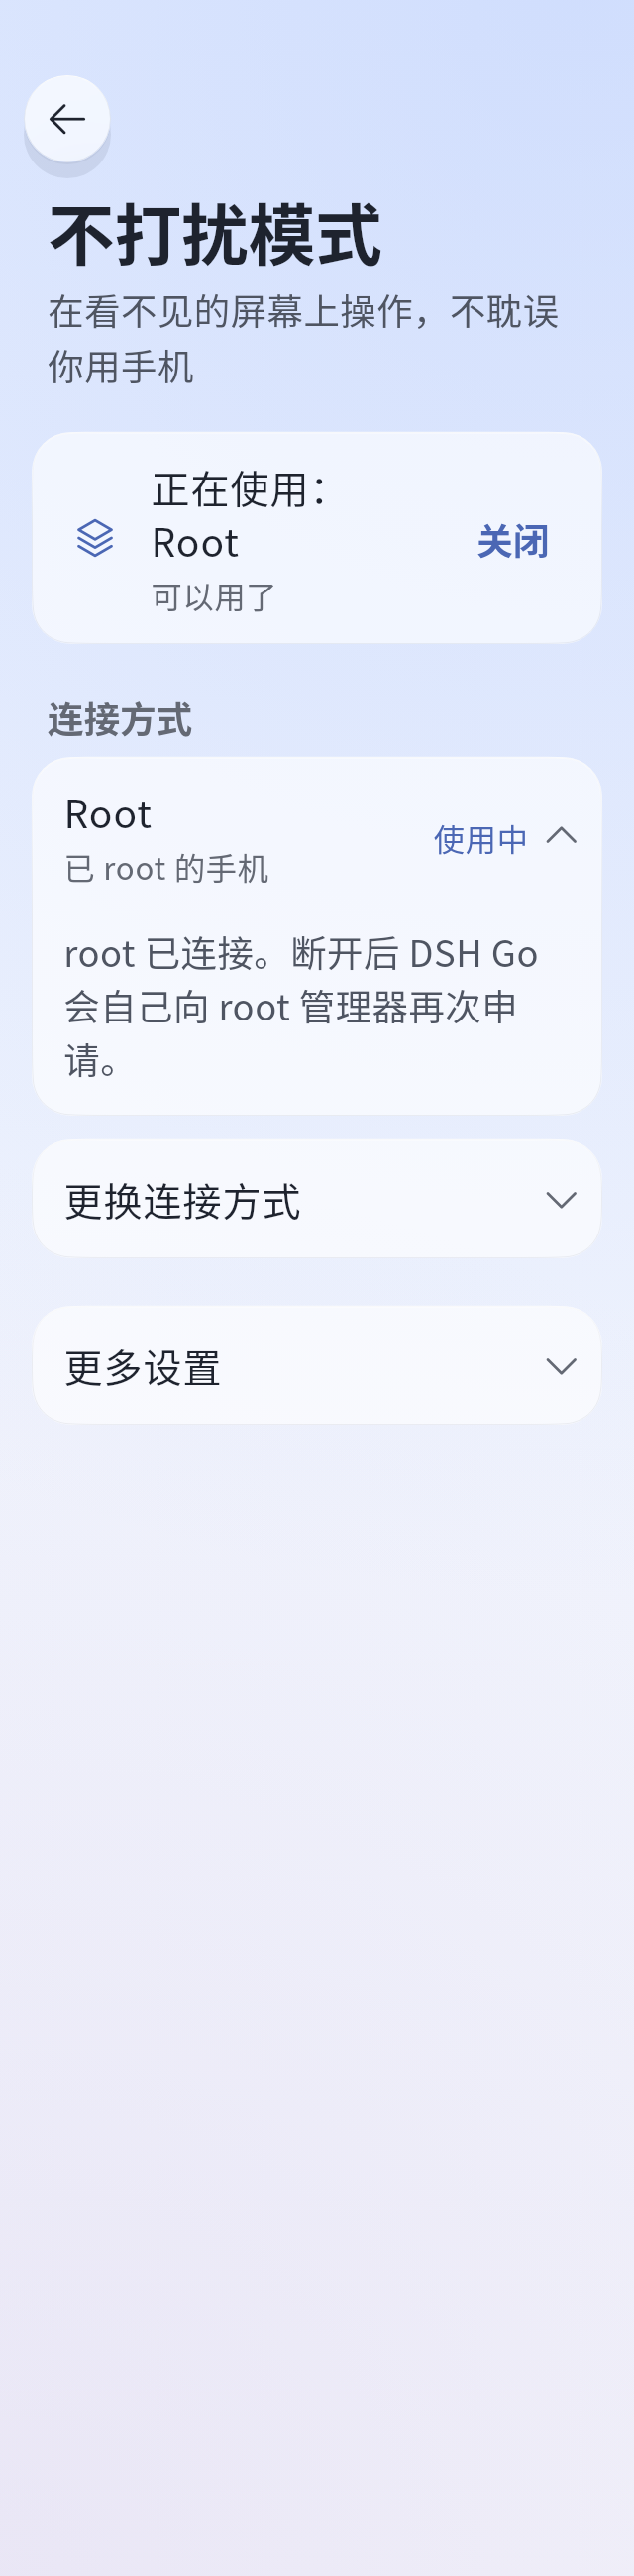 不打扰模式
在看不见的屏幕上操作，不耽误
你用手机
正在使用：
Root
可以用了
关闭
连接方式
Root
已 root 的手机
使用中
root 已连接。断开后 DSH Go
会自己向 root 管理器再次申
请。
更换连接方式
更多设置